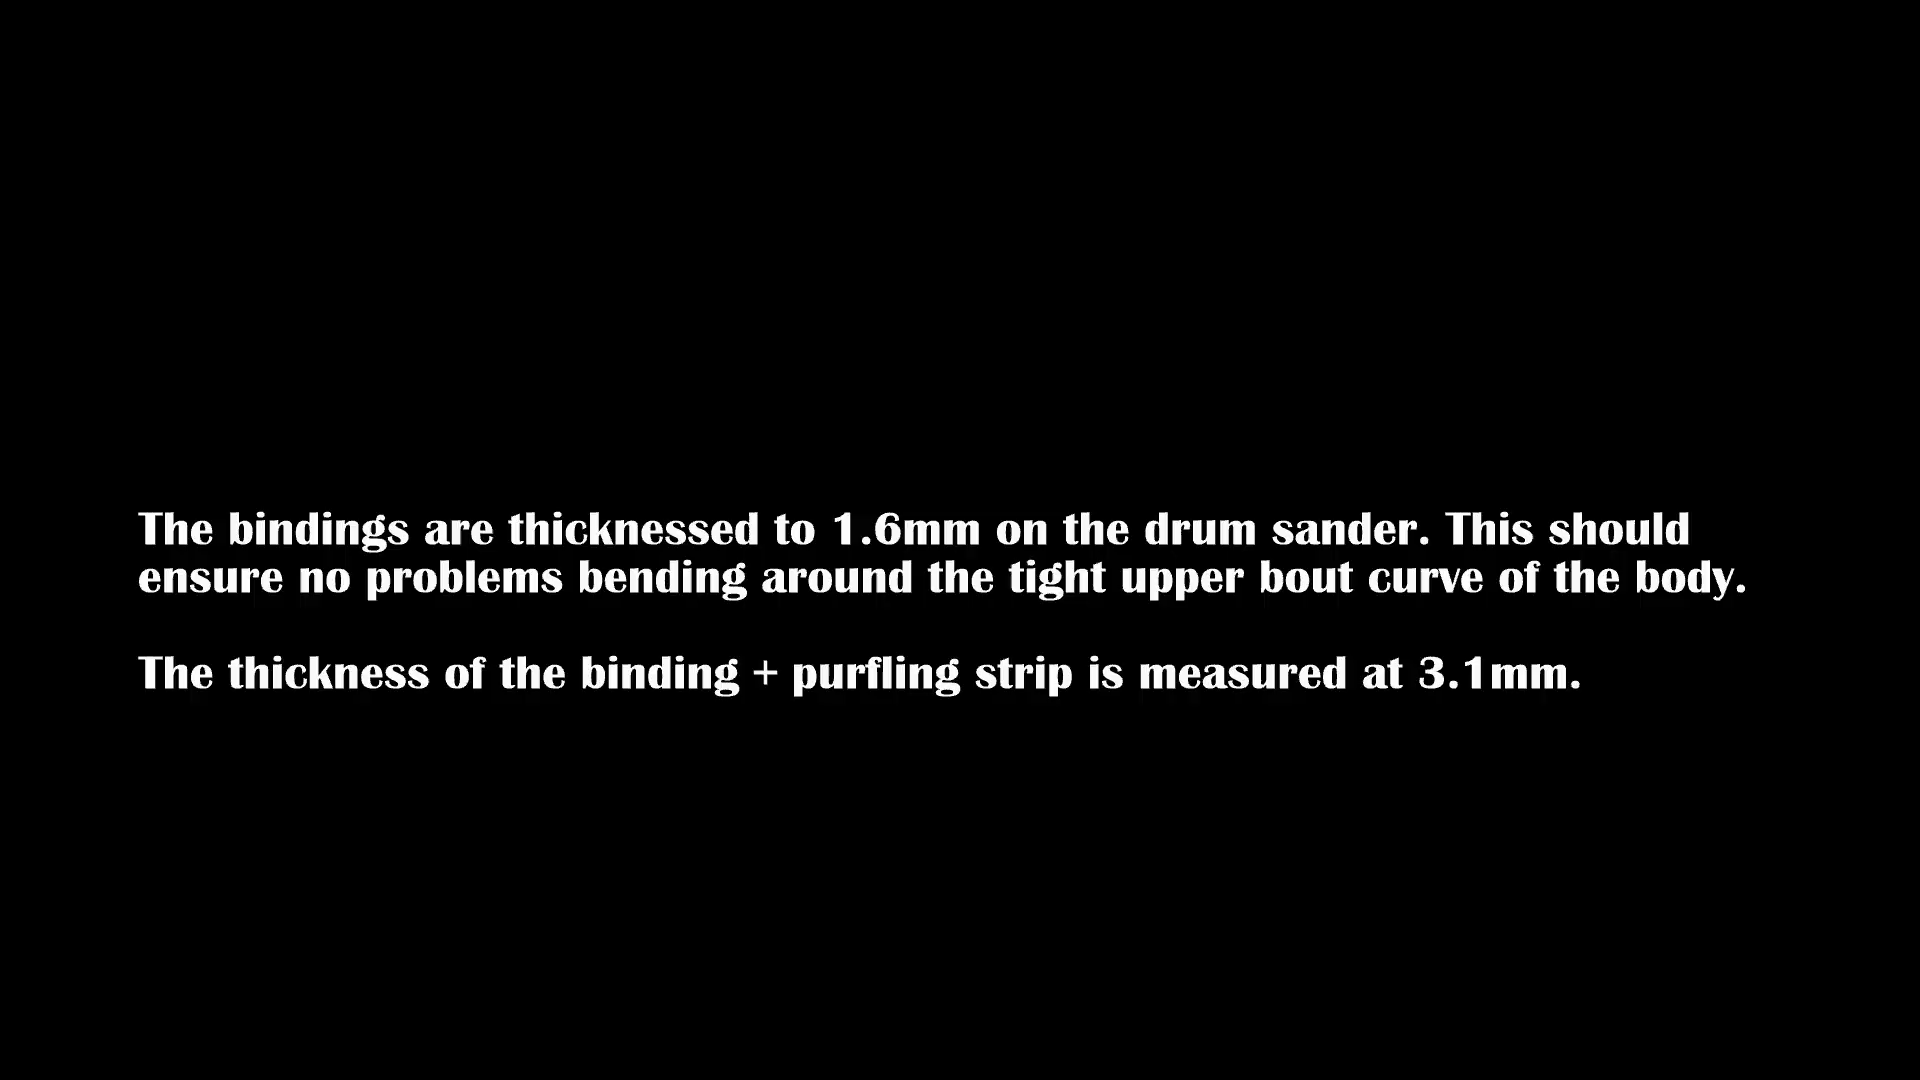 The bindings are thicknessed to 1.6mm on the drum sander. This should
ensure no problems bending around the tight upper bout curve of the body.
The thickness of the binding + purfling strip is measured at 3.1mm.